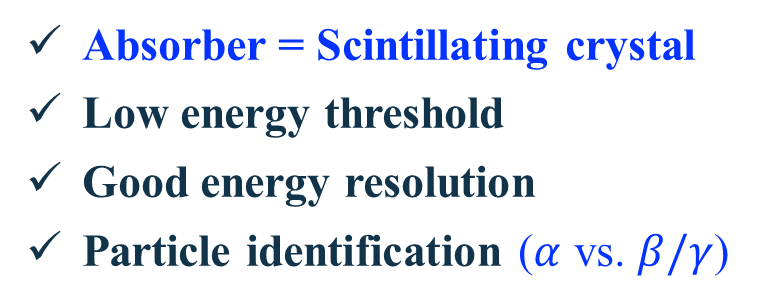 ✓ Absorber = Scintillating crystal
✓ Low energy threshold
✓ Good energy resolution
✓ Particle identification (α vs. β/γ)